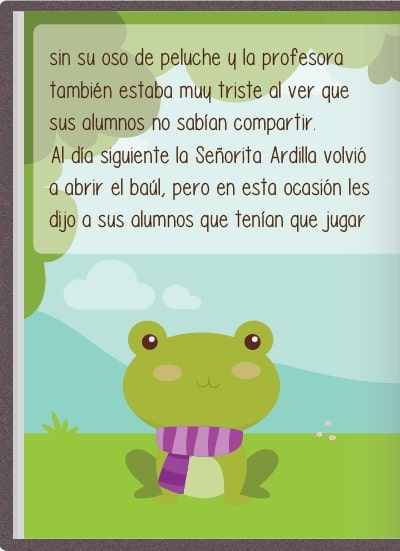 sin su oso de peluche y la profesora
también estaba muy triste al ver que
sus alumnos no sabían compartir.
Al día siguiente la Señorita Ardilla volvió
a abrir el baúl, pero en esta ocasión les
dijo a sus alumnos que tenían que jugar